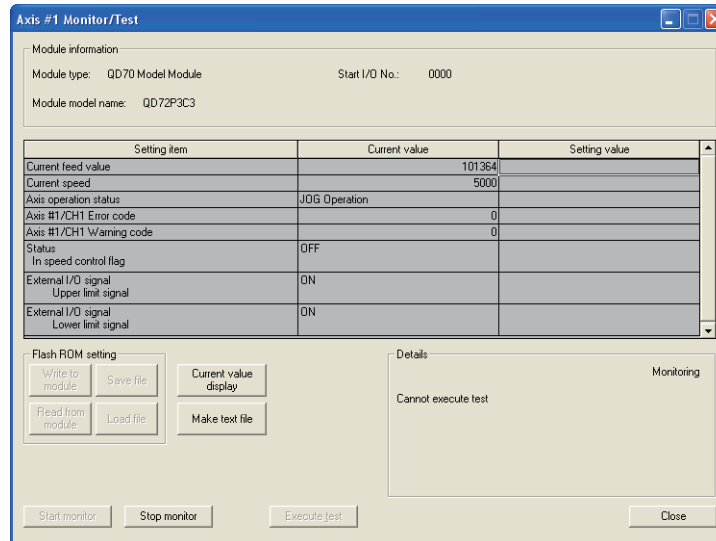 Axis #1 Monitor/Test
Module information
Module type: QD70 Model Module Start I/O No.: 0000
Module model name: QD72P3C3
Setting item Current value Setting value
Current feed value 101364
Current speed 5000
Axis operation status JOG Operation
Axis #1/CH1 Error code 0
Axis #1/CH1 Warning code 0
Status OFF
In speed control flag
External I/O signal ON
Upper limit signal
External I/O signal ON
Lower limit signal
Flash ROM setting
Write to module
Save file
Current value display
Read from module
Load file
Make text file
Details
Monitoring
Cannot execute test
Start monitor Stop monitor Execute test Close